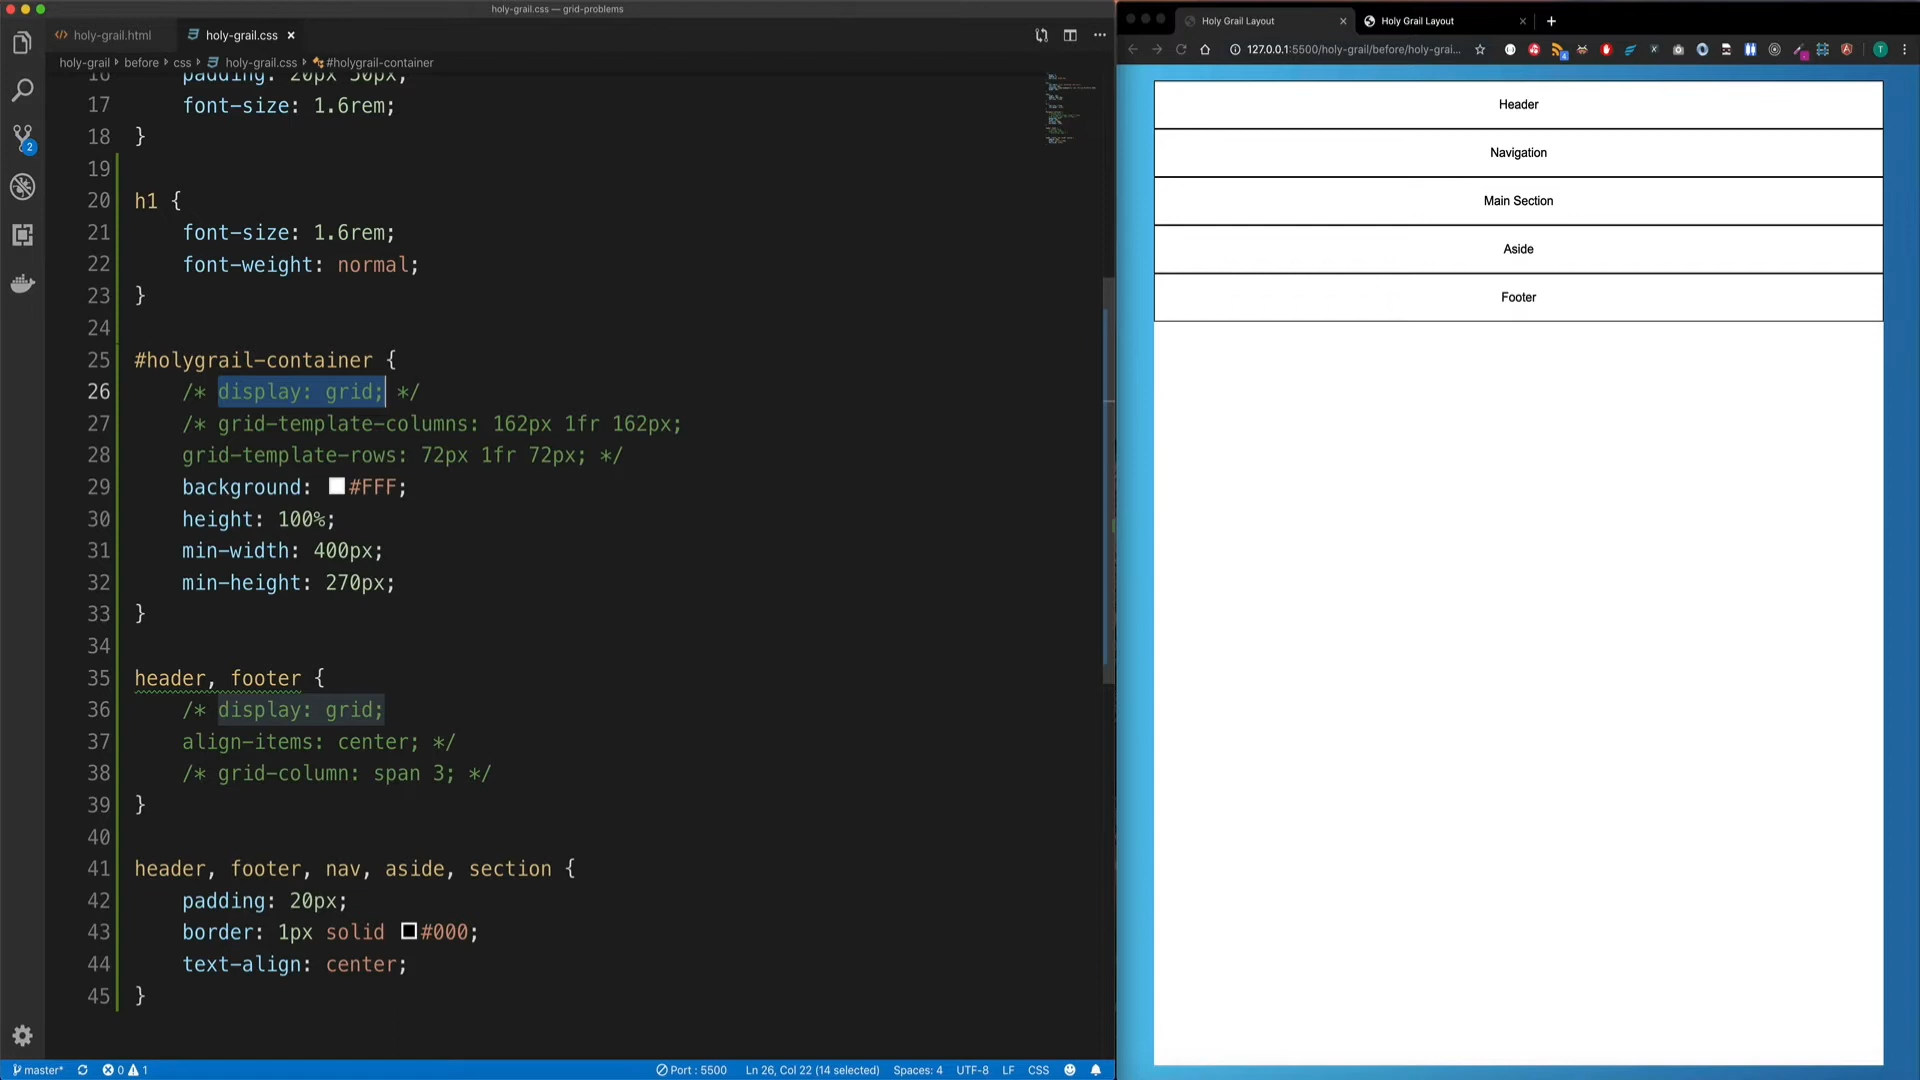 holy-grail.css — grid-problems
holy-grail.html
holy-grail.css
holy-grail > before > css > holy-grail.css > #holygrail-container
16 padding: 20px 50px;
17 font-size: 1.6rem;
18 }
19
20 h1 {
21 font-size: 1.6rem;
22 font-weight: normal;
23 }
24
25 #holygrail-container {
26 /* display: grid; */
27 /* grid-template-columns: 162px 1fr 162px;
28 grid-template-rows: 72px 1fr 72px; */
29 background: #FFF;
30 height: 100%;
31 min-width: 400px;
32 min-height: 270px;
33 }
34
35 header, footer {
36 /* display: grid;
37 align-items: center; */
38 /* grid-column: span 3; */
39 }
40
41 header, footer, nav, aside, section {
42 padding: 20px;
43 border: 1px solid #000;
44 text-align: center;
45 }
2
master* 0 1 Port : 5500 Ln 26, Col 22 (14 selected) Spaces: 4 UTF-8 LF CSS
Holy Grail Layout
Holy Grail Layout
127.0.0.1:5500/holy-grail/before/holy-grai...
4
T
Header
Navigation
Main Section
Aside
Footer